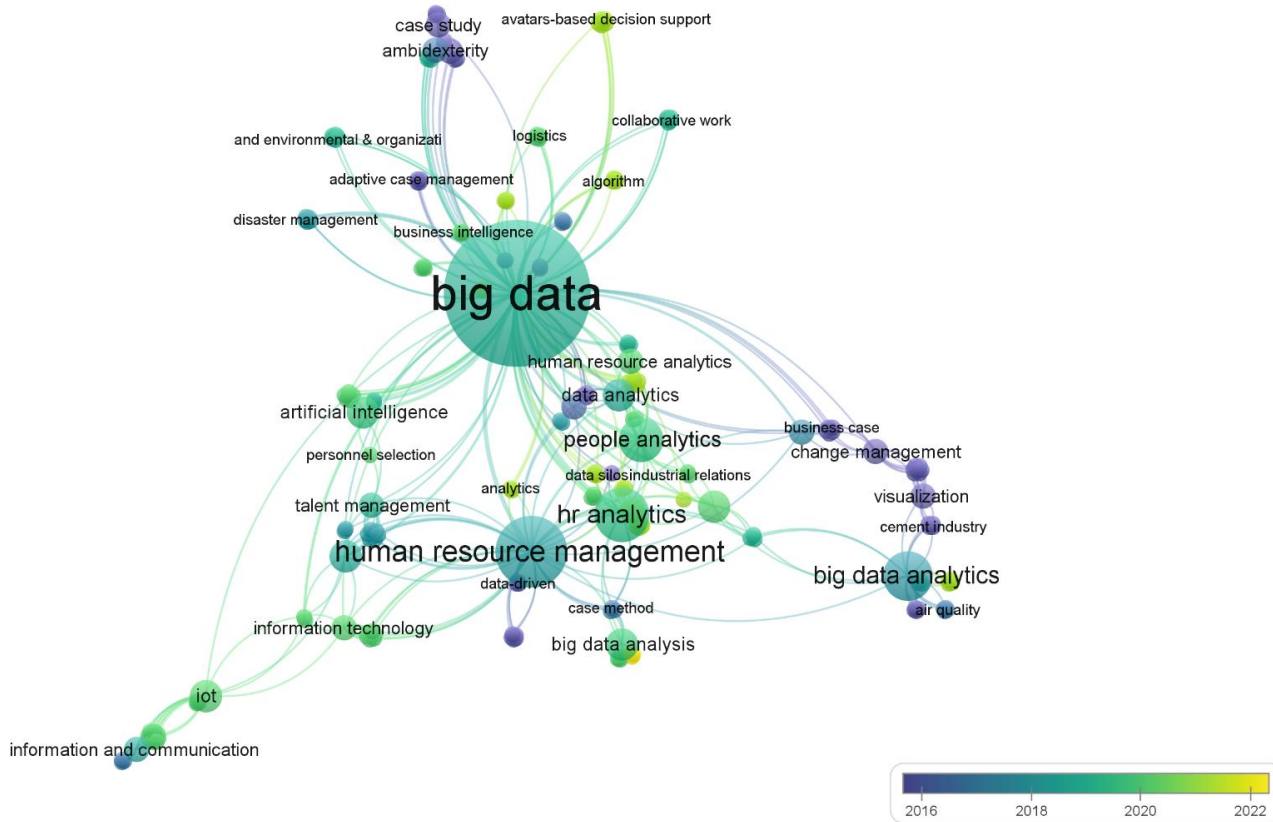 avatars-based decision support
case study
ambidexterity
collaborative work
and environmental & organizati
logistics
adaptive case management
algorithm
disaster management
business intelligence
big data
human resource analytics
data analytics
artificial intelligence
business case
people analytics
change management
personnel selection
data silosindustrial relations
analytics
visualization
talent management
hr analytics
cement industry
human resource management
big data analytics
data-driven
case method
air quality
information technology
big data analysis
iot
information and communication
2016 2018 2020 2022